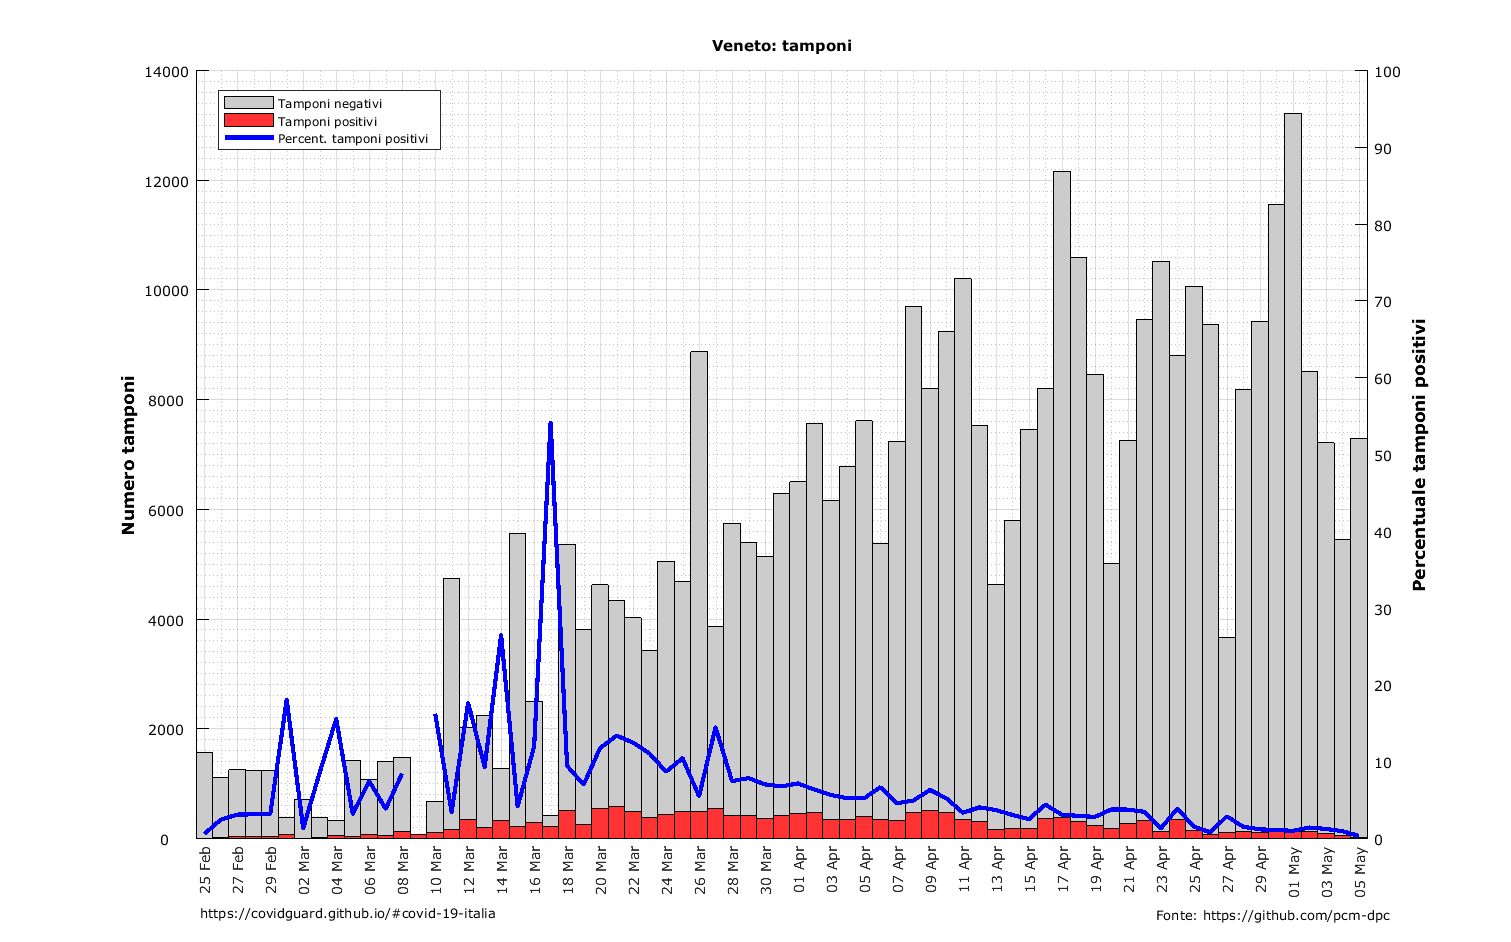 Veneto: tamponi
14000
12000
10000
8000
6000
4000
2000
0
Numero tamponi
Tamponi negativi
Tamponi positivi
Percent. tamponi positivi
100
90
80
70
60
50
40
30
20
10
0
Percentuale tamponi positivi
25 Feb
27 Feb
29 Feb
02 Mar
04 Mar
06 Mar
08 Mar
10 Mar
12 Mar
14 Mar
16 Mar
18 Mar
20 Mar
22 Mar
24 Mar
26 Mar
28 Mar
30 Mar
01 Apr
03 Apr
05 Apr
07 Apr
09 Apr
11 Apr
13 Apr
15 Apr
17 Apr
19 Apr
21 Apr
23 Apr
25 Apr
27 Apr
29 Apr
01 May
03 May
05 May
https://covidguard.github.io/#covid-19-italia
Fonte: https://github.com/pcm-dpc